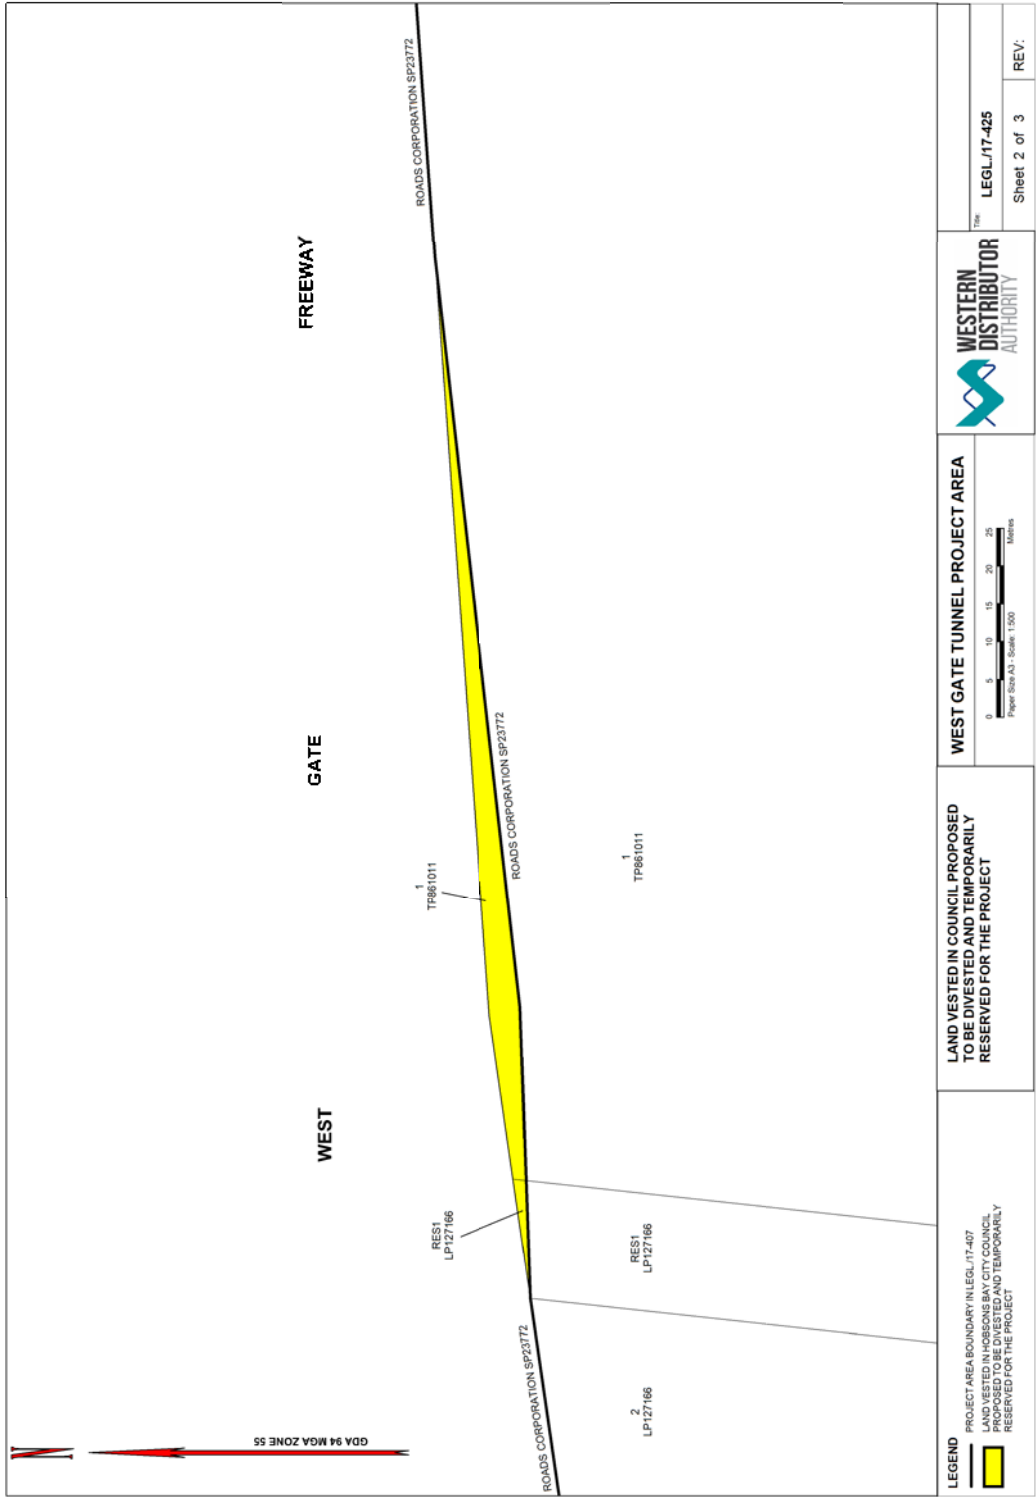 ROADS CORPORATION SP23772
FREEWAY
GATE
WEST
1
TP861011
ROADS CORPORATION SP23772
1
TP861011
RES1
LP127166
RES1
LP127166
ROADS CORPORATION SP23772
2
LP127166
N
GDA 94 MGA ZONE 55
LEGEND
PROJECT AREA BOUNDARY IN LEGL./17-407
LAND VESTED IN HOBSONS BAY CITY COUNCIL
PROPOSED TO BE DIVESTED AND TEMPORARILY
RESERVED FOR THE PROJECT
LAND VESTED IN COUNCIL PROPOSED
TO BE DIVESTED AND TEMPORARILY
RESERVED FOR THE PROJECT
WEST GATE TUNNEL PROJECT AREA
0 5 10 15 20 25
Metres
Paper Size A3 - Scale: 1:500
WESTERN
DISTRIBUTOR
AUTHORITY
Title:
LEGL./17-425
Sheet 2 of 3
REV: